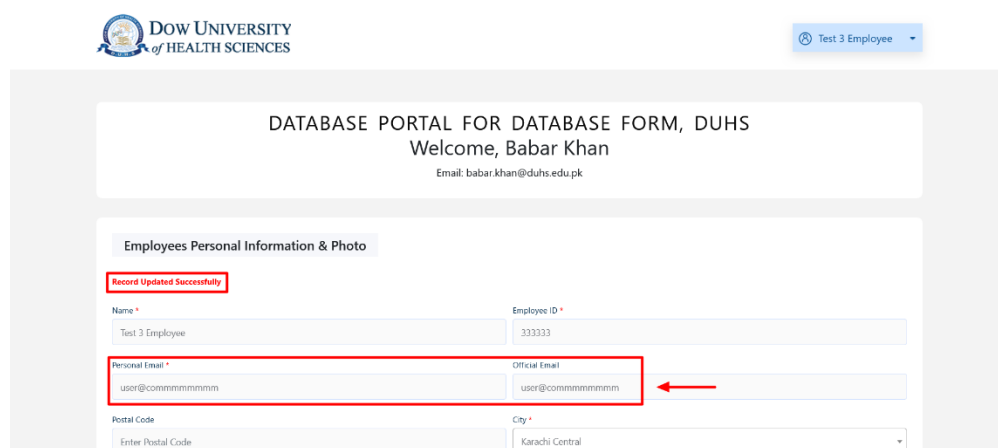 DOW UNIVERSITY
of HEALTH SCIENCES
Test 3 Employee
DATABASE PORTAL FOR DATABASE FORM, DUHS
Welcome, Babar Khan
Email: babar.khan@duhs.edu.pk
Employees Personal Information & Photo
Record Updated Successfully
Name *
Employee ID *
Test 3 Employee
333333
Personal Email *
Official Email
user@commmmmmmm
user@commmmmmmm
Postal Code
City *
Enter Postal Code
Karachi Central